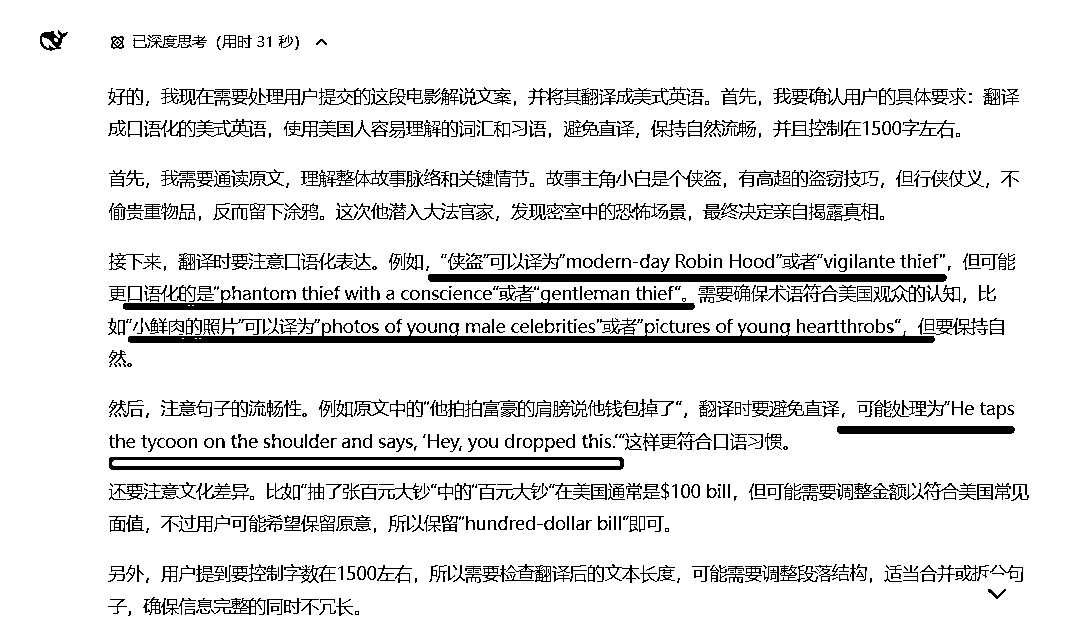 已深度思考（用时 31 秒）
好的，我现在需要处理用户提交的这段电影解说文案，并将其翻译成美式英语。首先，我要确认用户的具体要求：翻译
成口语化的美式英语，使用美国人容易理解的词汇和习语，避免直译，保持自然流畅，并且控制在1500字左右。
首先，我需要通读原文，理解整体故事脉络和关键情节。故事主角小白是个侠盗，有高超的盗窃技巧，但行侠仗义，不
偷贵重物品，反而留下涂鸦。这次他潜入大法官家，发现密室中的恐怖场景，最终决定亲自揭露真相。
接下来，翻译时要注意口语化表达。例如，“侠盗”可以译为“modern-day Robin Hood”或者“vigilante thief”，但可能
更口语化的是“phantom thief with a conscience”或者“gentleman thief”。需要确保术语符合美国观众的认知，比
如“小鲜肉的照片”可以译为“photos of young male celebrities”或者“pictures of young heartthrobs”，但要保持自
然。
然后，注意句子的流畅性。例如原文中的“他拍拍富豪的肩膀说他钱包掉了”，翻译时要避免直译，可能处理为“He taps
the tycoon on the shoulder and says, ‘Hey, you dropped this.’”这样更符合口语习惯。
还要注意文化差异。比如“抽了张百元大钞”中的“百元大钞”在美国通常是$100 bill，但可能需要调整金额以符合美国常见
面值，不过用户可能希望保留原意，所以保留“hundred-dollar bill”即可。
另外，用户提到要控制字数在1500左右，所以需要检查翻译后的文本长度，可能需要调整段落结构，适当合并或拆分句
子，确保信息完整的同时不冗长。